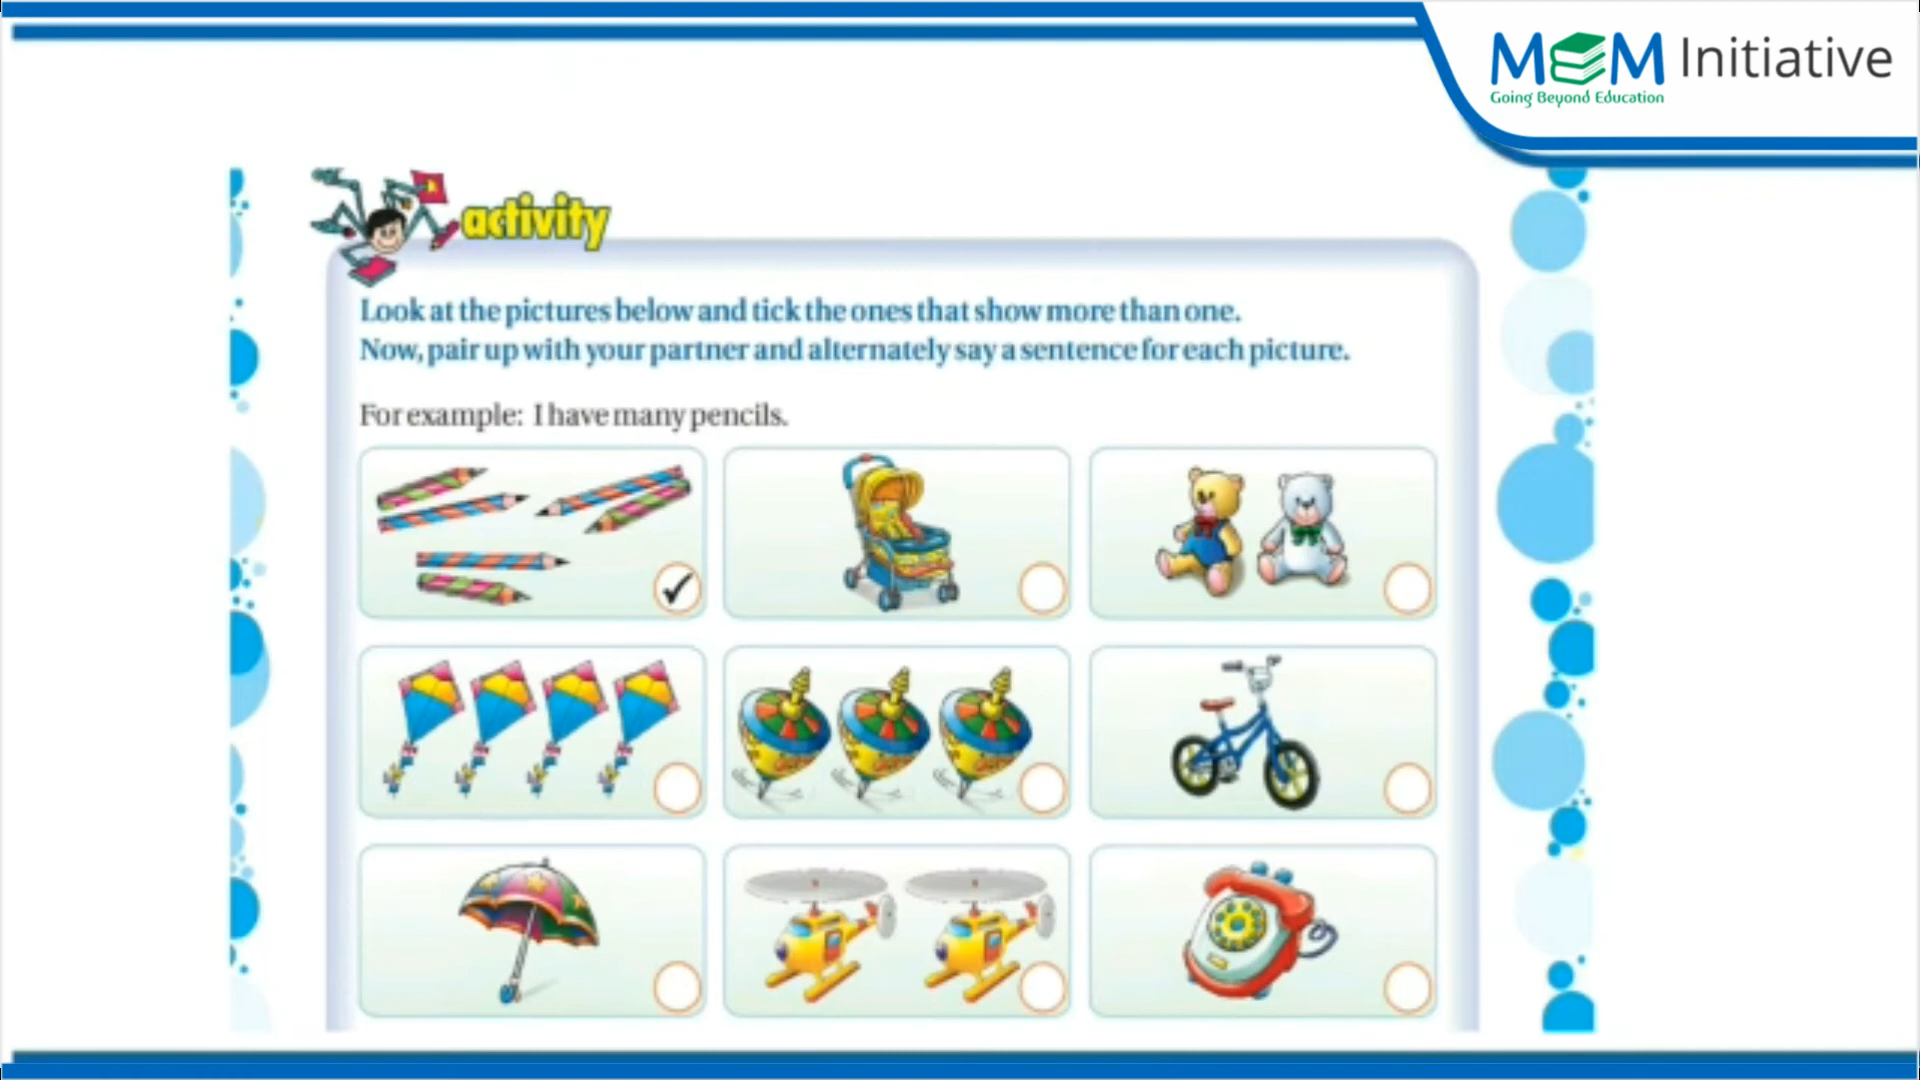 MEM Initiative
Going Beyond Education
activity
Look at the pictures below and tick the ones that show more than one.
Now, pair up with your partner and alternately say a sentence for each picture.
For example: I have many pencils.